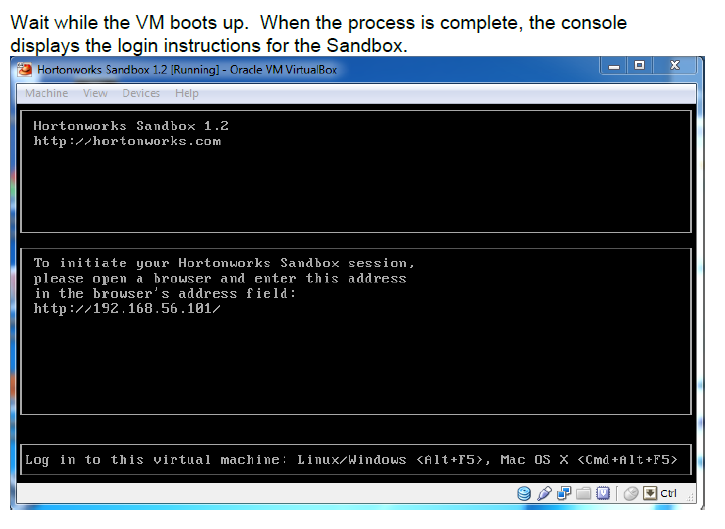 Wait while the VM boots up.  When the process is complete, the console
displays the login instructions for the Sandbox.
Hortonworks Sandbox 1.2 [Running] - Oracle VM VirtualBox
Machine View Devices Help
Hortonworks Sandbox 1.2
http://hortonworks.com
To initiate your Hortonworks Sandbox session,
please open a browser and enter this address
in the browser's address field:
http://192.168.56.101/
Log in to this virtual machine: Linux/Windows <Alt+F5>, Mac OS X <Cmd+Alt+F5>
Ctrl